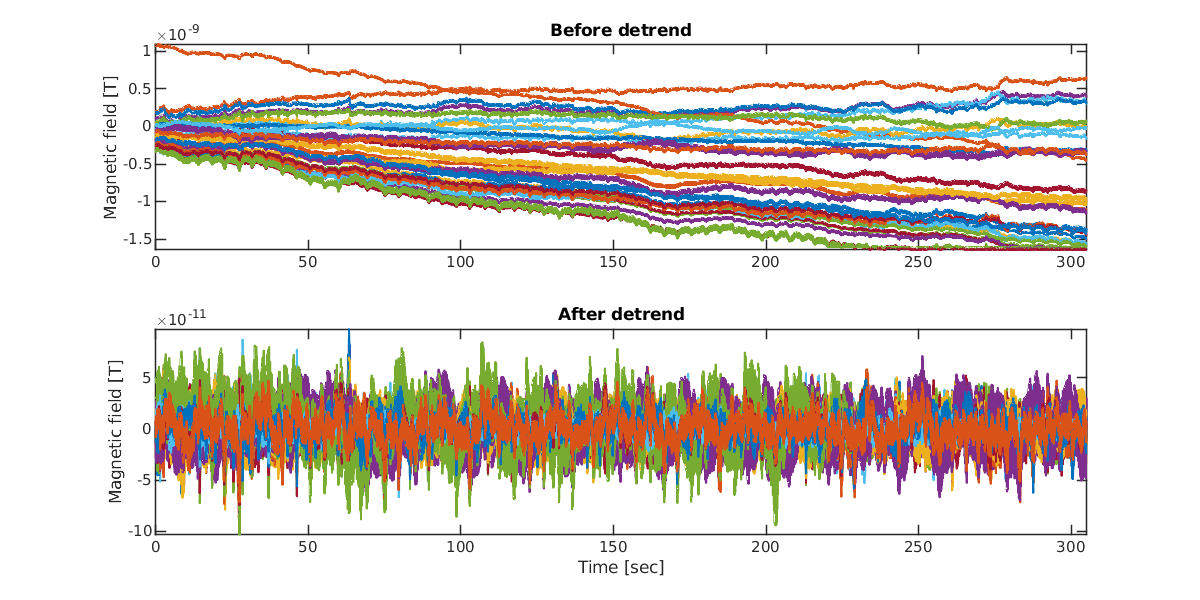 Before detrend
×10-9
Magnetic field [T]
1
0.5
0
-0.5
-1
-1.5
0 50 100 150 200 250 300
After detrend
×10-11
Magnetic field [T]
5
0
-5
-10
0 50 100 150 200 250 300
Time [sec]